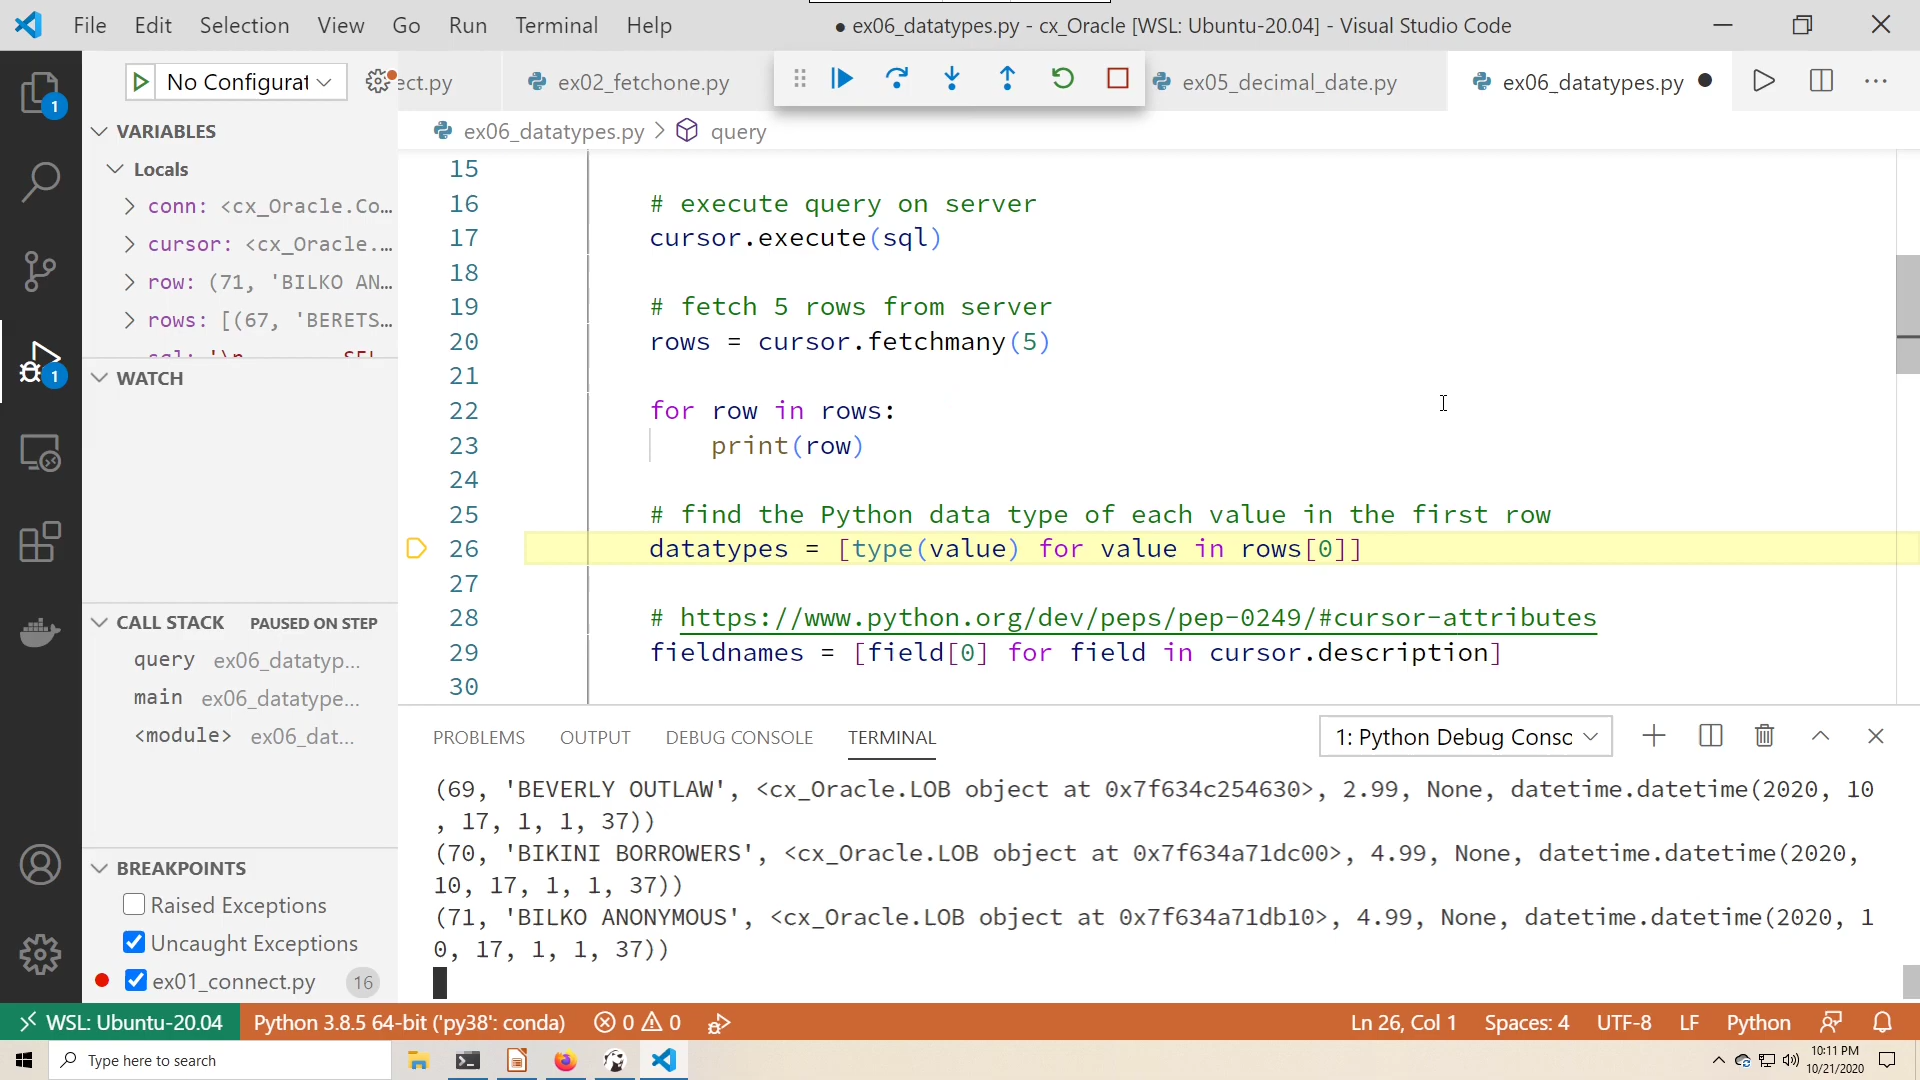 File Edit Selection View Go Run Terminal Help
● ex06_datatypes.py - cx_Oracle [WSL: Ubuntu-20.04] - Visual Studio Code
No Configurat
ect.py
ex02_fetchone.py
ex05_decimal_date.py
ex06_datatypes.py
ex06_datatypes.py > query
VARIABLES
Locals
conn: <cx_Oracle.Co…
cursor: <cx_Oracle.…
row: (71, 'BILKO AN…
rows: [(67, 'BERETS…
WATCH
CALL STACK PAUSED ON STEP
query ex06_datatyp…
main ex06_datatype…
<module> ex06_dat…
BREAKPOINTS
Raised Exceptions
Uncaught Exceptions
ex01_connect.py 16
1
1
15
16 # execute query on server
17 cursor.execute(sql)
18
19 # fetch 5 rows from server
20 rows = cursor.fetchmany(5)
21
22 for row in rows:
23 print(row)
24
25 # find the Python data type of each value in the first row
26 datatypes = [type(value) for value in rows[0]]
27
28 # https://www.python.org/dev/peps/pep-0249/#cursor-attributes
29 fieldnames = [field[0] for field in cursor.description]
30
PROBLEMS OUTPUT DEBUG CONSOLE TERMINAL
1: Python Debug Consc
(69, 'BEVERLY OUTLAW', <cx_Oracle.LOB object at 0x7f634c254630>, 2.99, None, datetime.datetime(2020, 10
, 17, 1, 1, 37))
(70, 'BIKINI BORROWERS', <cx_Oracle.LOB object at 0x7f634a71dc00>, 4.99, None, datetime.datetime(2020,
10, 17, 1, 1, 37))
(71, 'BILKO ANONYMOUS', <cx_Oracle.LOB object at 0x7f634a71db10>, 4.99, None, datetime.datetime(2020, 1
0, 17, 1, 1, 37))
WSL: Ubuntu-20.04 Python 3.8.5 64-bit ('py38': conda) 0 0 Ln 26, Col 1 Spaces: 4 UTF-8 LF Python
Type here to search
10:11 PM
10/21/2020